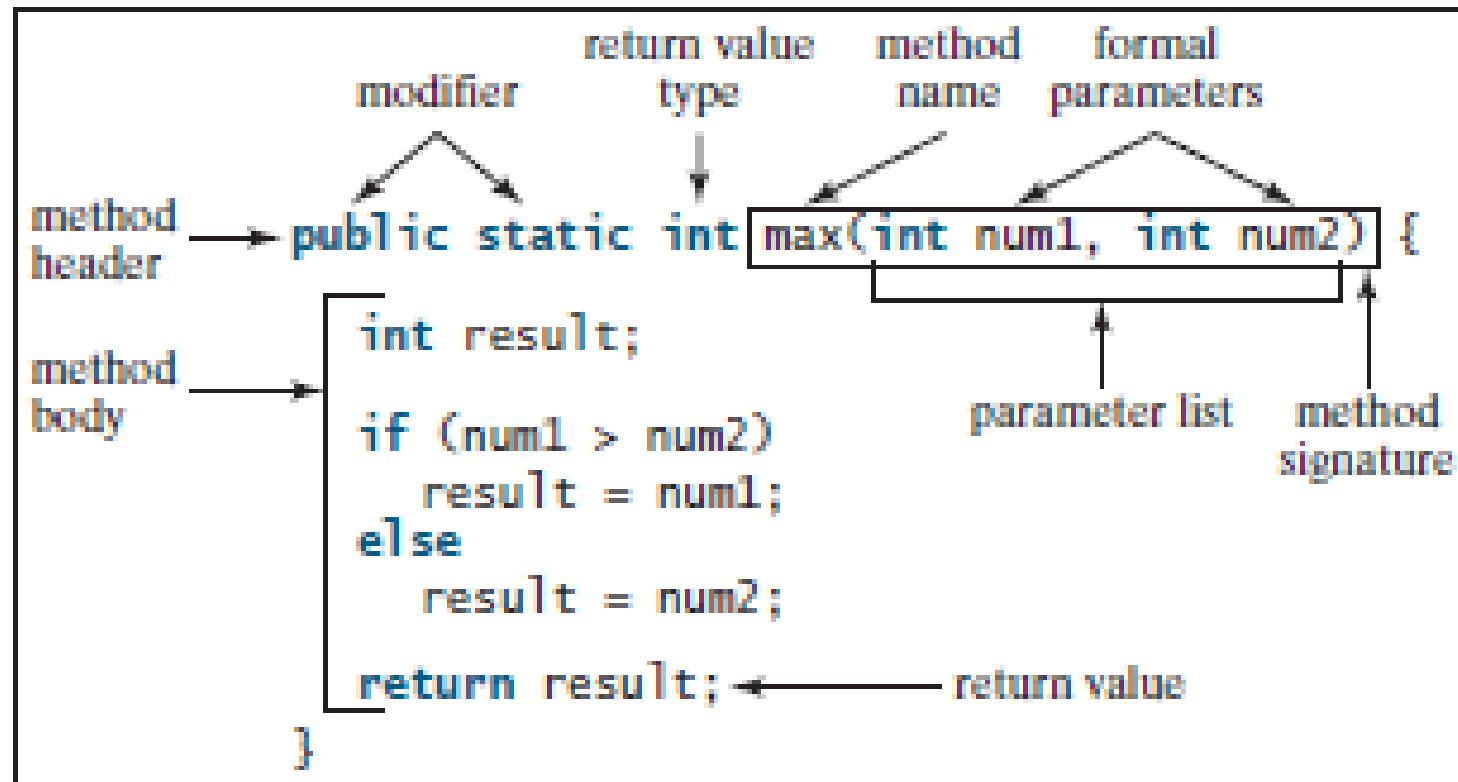 return value
type
method
name
formal
parameters
modifier
method
header
public static int max(int num1, int num2) {
method
body
int result;
parameter list
method
signature
if (num1 > num2)
result = num1;
else
result = num2;
return result;
return value
}